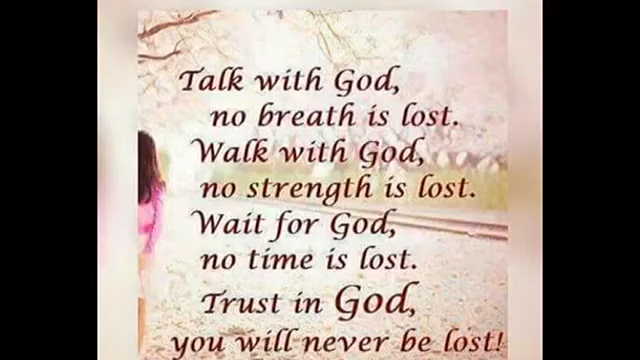 Talk with God,
no breath is lost.
Walk with God,
no strength is lost.
Wait for God,
no time is lost.
Trust in God,
you will never be lost!